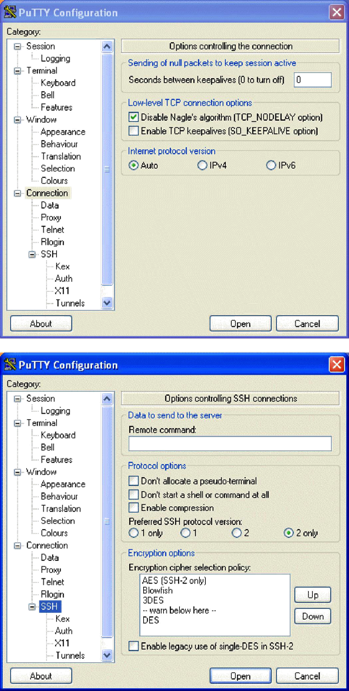 PuTTY Configuration
Category:
Session
Logging
Terminal
Keyboard
Bell
Features
Window
Appearance
Behaviour
Translation
Selection
Colours
Connection
Data
Proxy
Telnet
Rlogin
SSH
Kex
Auth
X11
Tunnels
Options controlling the connection
Sending of null packets to keep session active
Seconds between keepalives (0 to turn off) 0
Low-level TCP connection options
Disable Nagle's algorithm (TCP_NODELAY option)
Enable TCP keepalives (SO_KEEPALIVE option)
Internet protocol version
Auto IPv4 IPv6
About Open Cancel
PuTTY Configuration
Category:
Session
Logging
Terminal
Keyboard
Bell
Features
Window
Appearance
Behaviour
Translation
Selection
Colours
Connection
Data
Proxy
Telnet
Rlogin
SSH
Kex
Auth
X11
Tunnels
Options controlling SSH connections
Data to send to the server
Remote command:
Protocol options
Don't allocate a pseudo-terminal
Don't start a shell or command at all
Enable compression
Preferred SSH protocol version:
1 only 1 2 2 only
Encryption options
Encryption cipher selection policy:
AES (SSH-2 only)
Blowfish
3DES
-- warn below here --
DES
Up
Down
Enable legacy use of single-DES in SSH-2
About Open Cancel